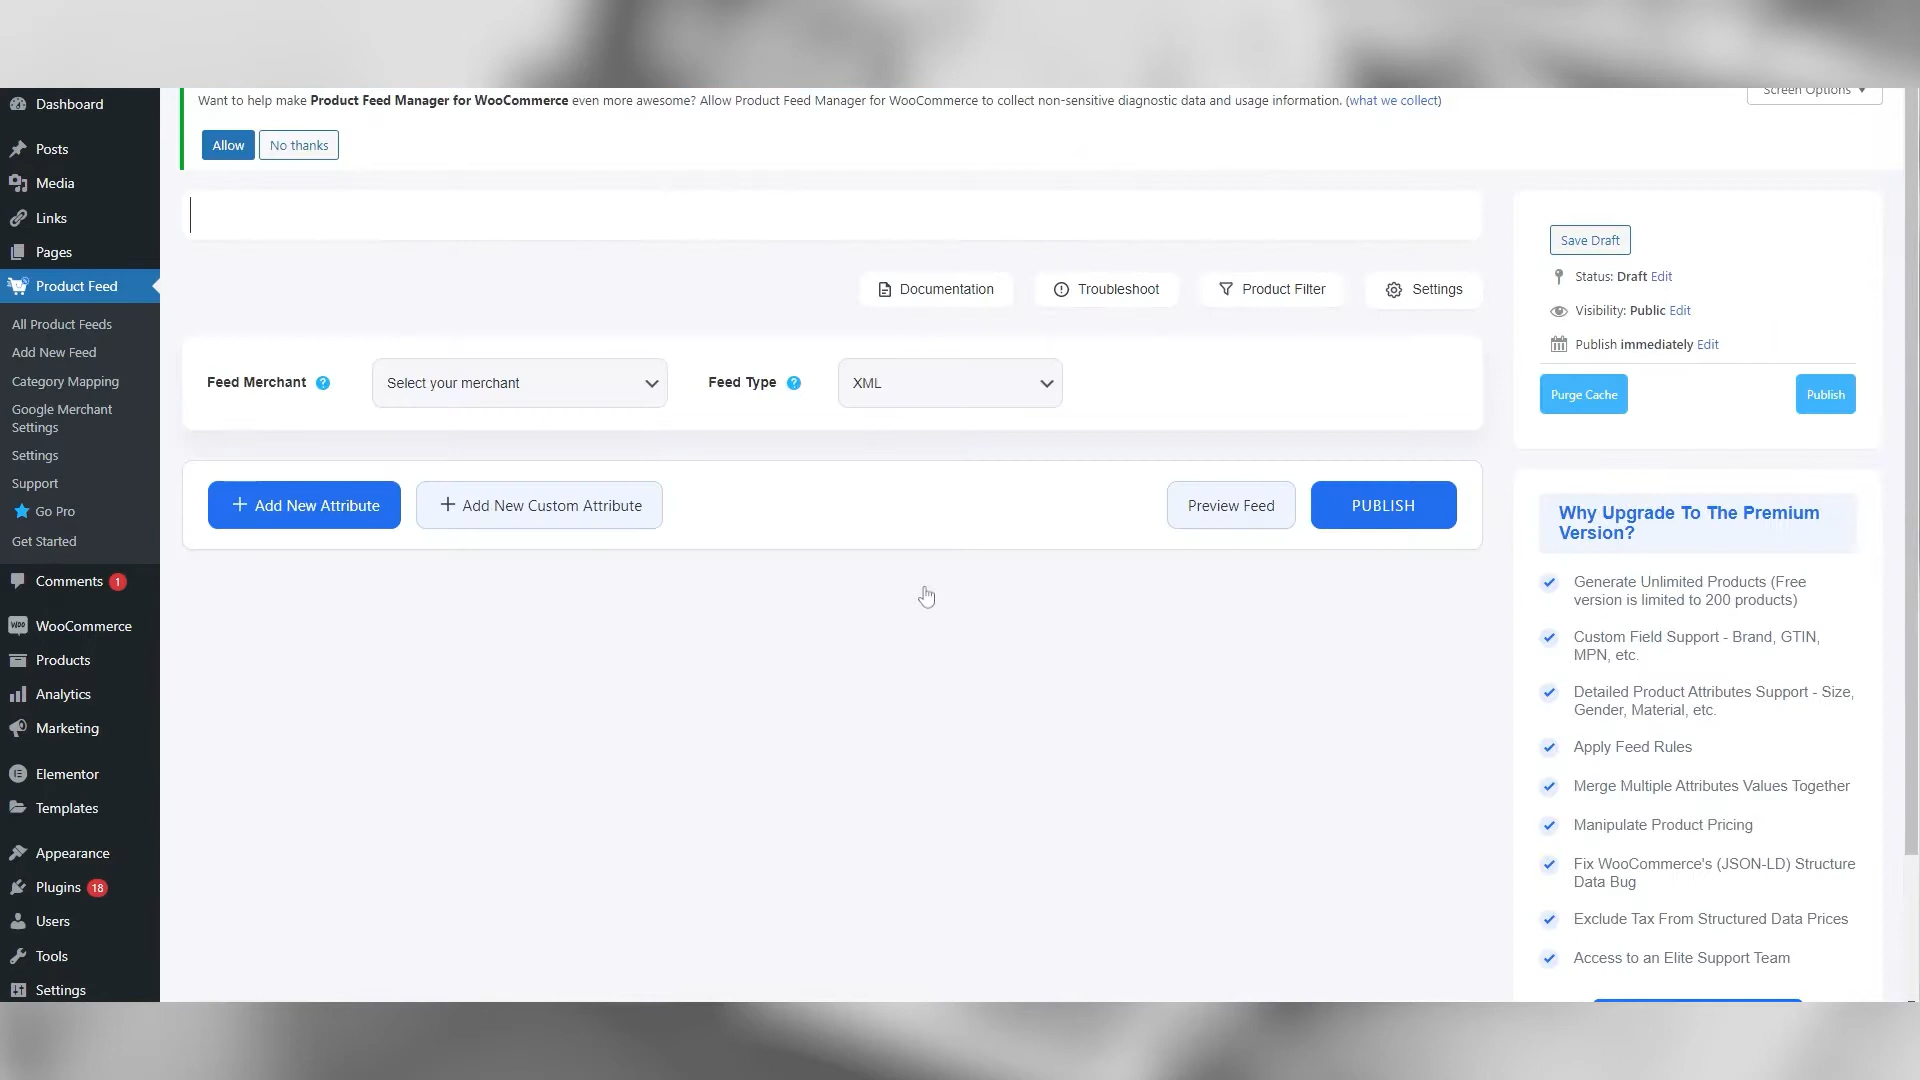 Want to help make Product Feed Manager for WooCommerce even more awesome? Allow Product Feed Manager for WooCommerce to collect non-sensitive diagnostic data and usage information. (what we collect)
Screen Options
Allow
No thanks
Dashboard
Posts
Media
Links
Pages
Product Feed
All Product Feeds
Add New Feed
Category Mapping
Google Merchant
Settings
Settings
Support
Go Pro
Get Started
Comments 1
WooCommerce
Products
Analytics
Marketing
Elementor
Templates
Appearance
Plugins 18
Users
Tools
Settings
Documentation
Troubleshoot
Product Filter
Settings
Feed Merchant ?
Select your merchant
Feed Type ?
XML
+ Add New Attribute
+ Add New Custom Attribute
Preview Feed
PUBLISH
Save Draft
Status: Draft Edit
Visibility: Public Edit
Publish immediately Edit
Purge Cache
Publish
Why Upgrade To The Premium
Version?
Generate Unlimited Products (Free
version is limited to 200 products)
Custom Field Support - Brand, GTIN,
MPN, etc.
Detailed Product Attributes Support - Size,
Gender, Material, etc.
Apply Feed Rules
Merge Multiple Attributes Values Together
Manipulate Product Pricing
Fix WooCommerce's (JSON-LD) Structure
Data Bug
Exclude Tax From Structured Data Prices
Access to an Elite Support Team